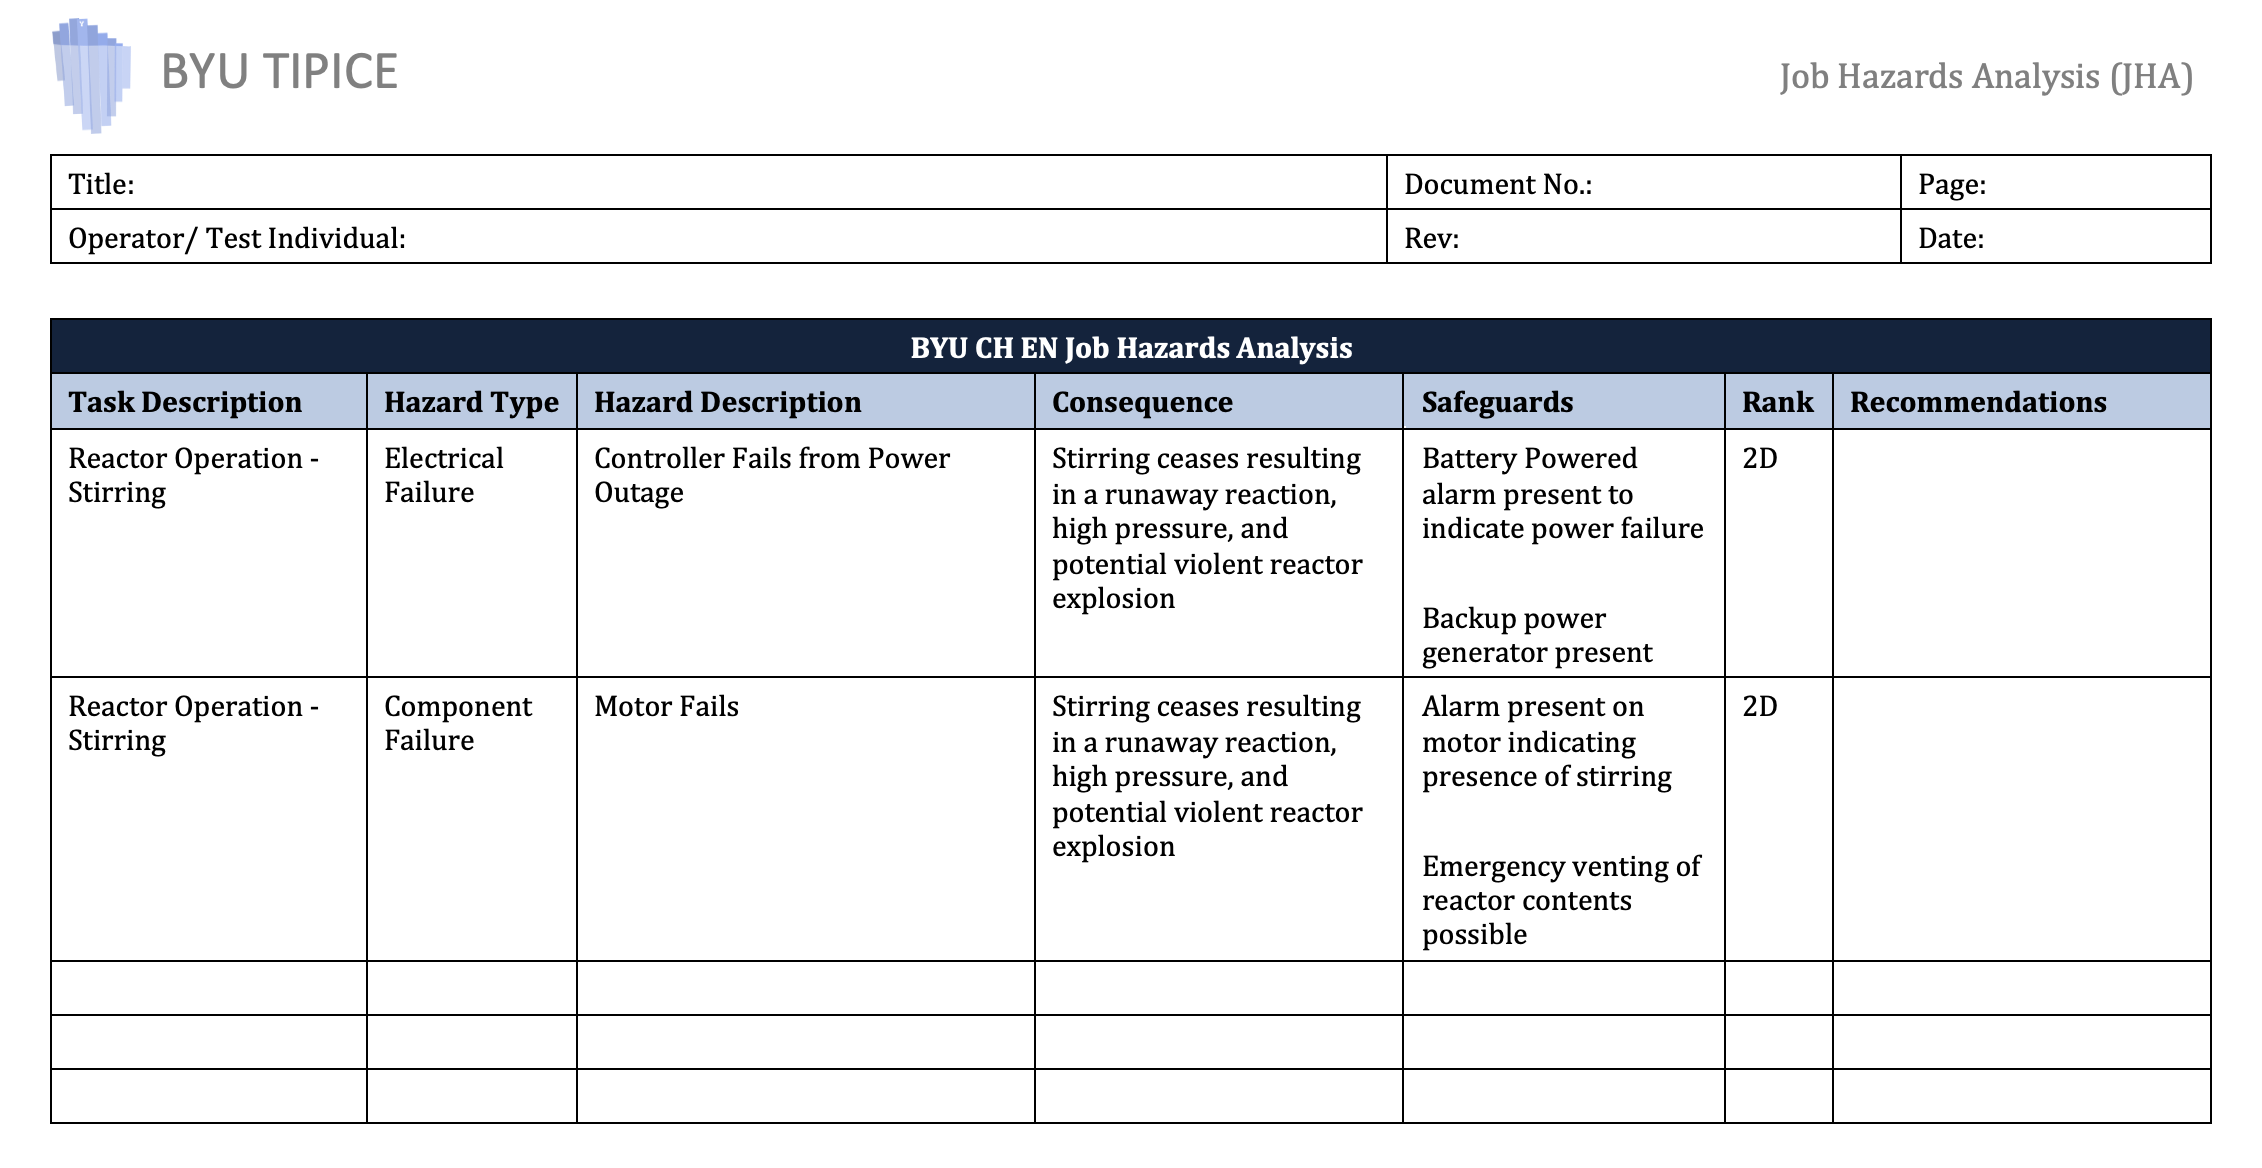 BYU TIPICE
Job Hazards Analysis (JHA)
Title:
Document No.:
Page:
Operator/ Test Individual:
Rev:
Date:
BYU CH EN Job Hazards Analysis
Task Description
Hazard Type
Hazard Description
Consequence
Safeguards
Rank
Recommendations
Reactor Operation -
Stirring
Electrical
Failure
Controller Fails from Power
Outage
Stirring ceases resulting
in a runaway reaction,
high pressure, and
potential violent reactor
explosion
Battery Powered
alarm present to
indicate power failure
Backup power
generator present
2D
Reactor Operation -
Stirring
Component
Failure
Motor Fails
Stirring ceases resulting
in a runaway reaction,
high pressure, and
potential violent reactor
explosion
Alarm present on
motor indicating
presence of stirring
Emergency venting of
reactor contents
possible
2D